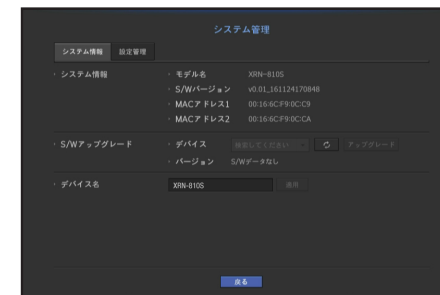 システム管理
システム情報 設定管理
システム情報 モデル名 XRN-810S
S/Wバージョン v0.01_161124170848
MACアドレス1 00:16:6C:F9:0C:C9
MACアドレス2 00:16:6C:F9:0C:CA
S/Wアップグレード デバイス 設定してください アップグレード
バージョン S/Wデータなし
デバイス名 XRN-810S 適用
戻る